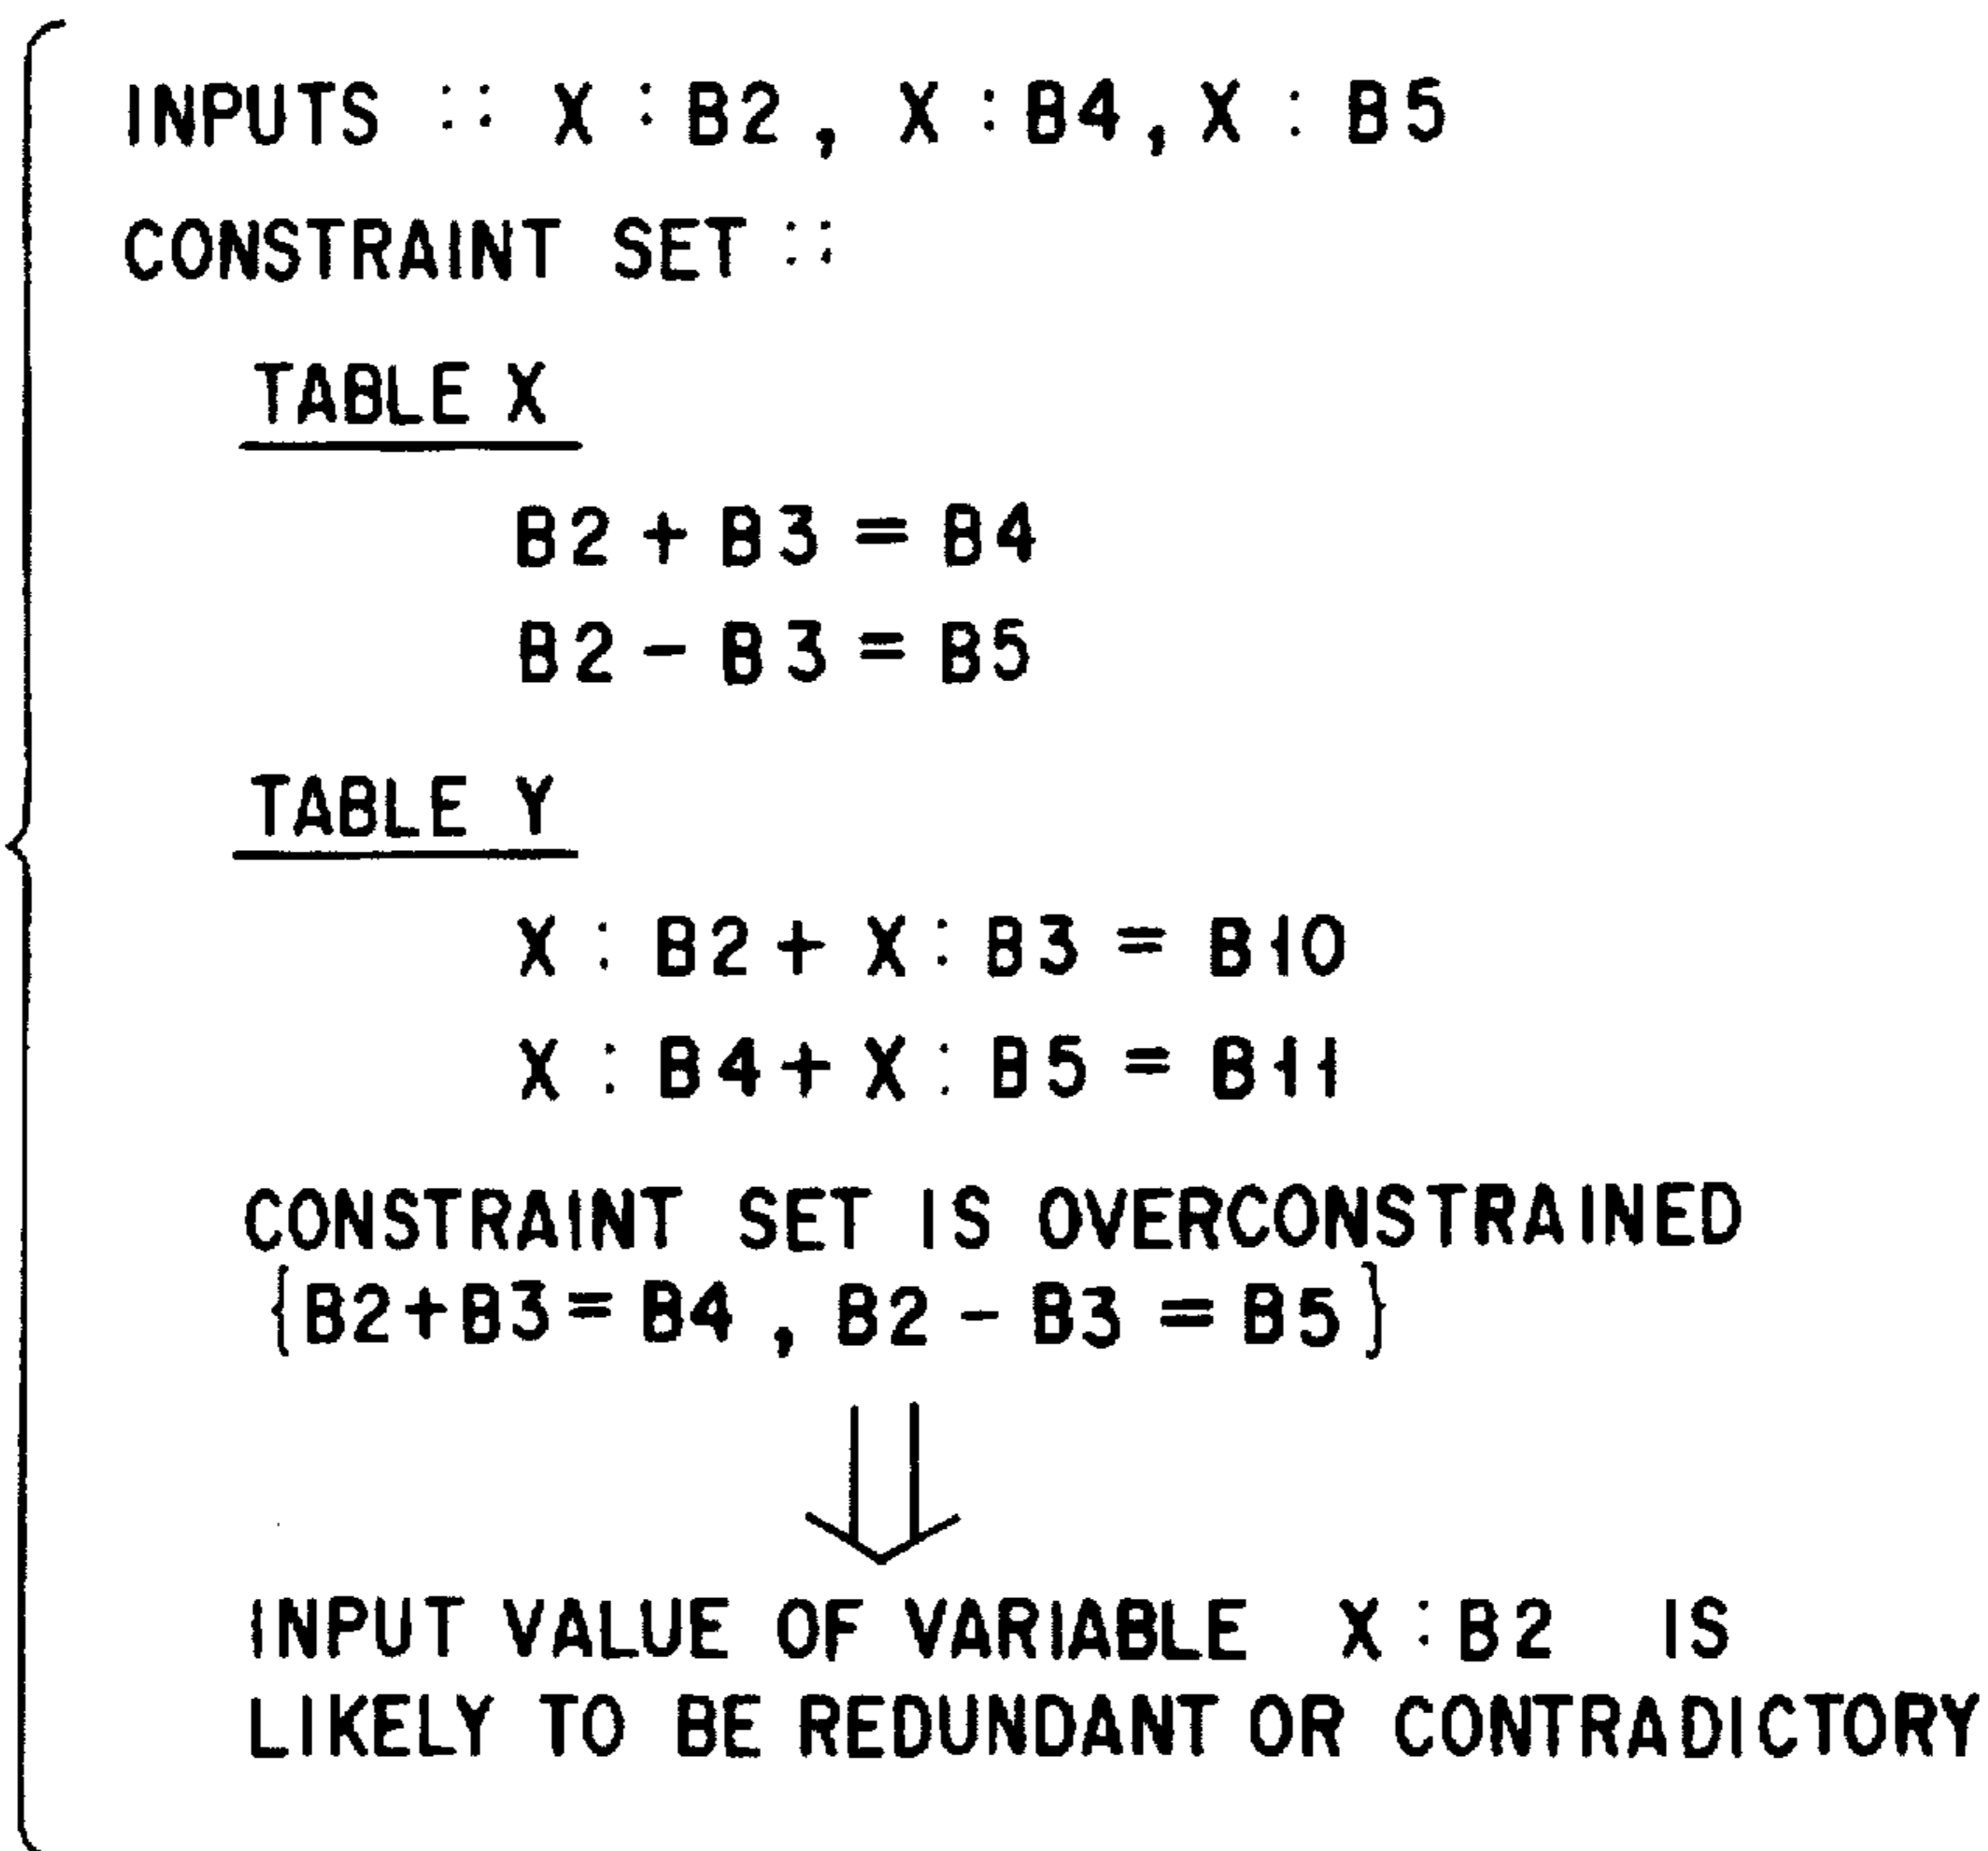 INPUTS :: X : B2, X : B4, X : B5
CONSTRAINT SET ::
TABLE X
B2 + B3 = B4
B2 - B3 = B5
TABLE Y
X : B2 + X : B3 = B10
X : B4 + X : B5 = B11
CONSTRAINT SET IS OVERCONSTRAINED
{B2+B3=B4, B2-B3=B5}
INPUT VALUE OF VARIABLE X : B2 IS
LIKELY TO BE REDUNDANT OR CONTRADICTORY